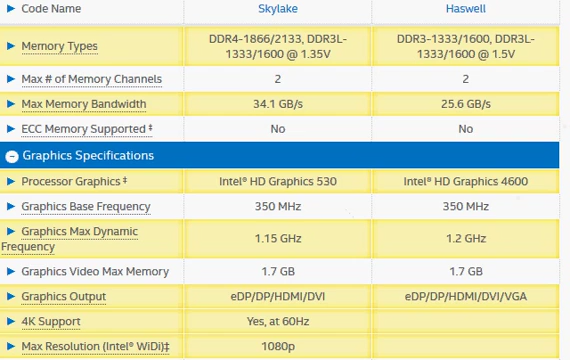 Code Name Skylake Haswell
Memory Types DDR4-1866/2133, DDR3L-1333/1600 @ 1.35V DDR3-1333/1600, DDR3L-1333/1600 @ 1.5V
Max # of Memory Channels 2 2
Max Memory Bandwidth 34.1 GB/s 25.6 GB/s
ECC Memory Supported ‡ No No
Graphics Specifications
Processor Graphics ‡ Intel® HD Graphics 530 Intel® HD Graphics 4600
Graphics Base Frequency 350 MHz 350 MHz
Graphics Max Dynamic Frequency 1.15 GHz 1.2 GHz
Graphics Video Max Memory 1.7 GB 1.7 GB
Graphics Output eDP/DP/HDMI/DVI eDP/DP/HDMI/DVI/VGA
4K Support Yes, at 60Hz
Max Resolution (Intel® WiDi)‡ 1080p